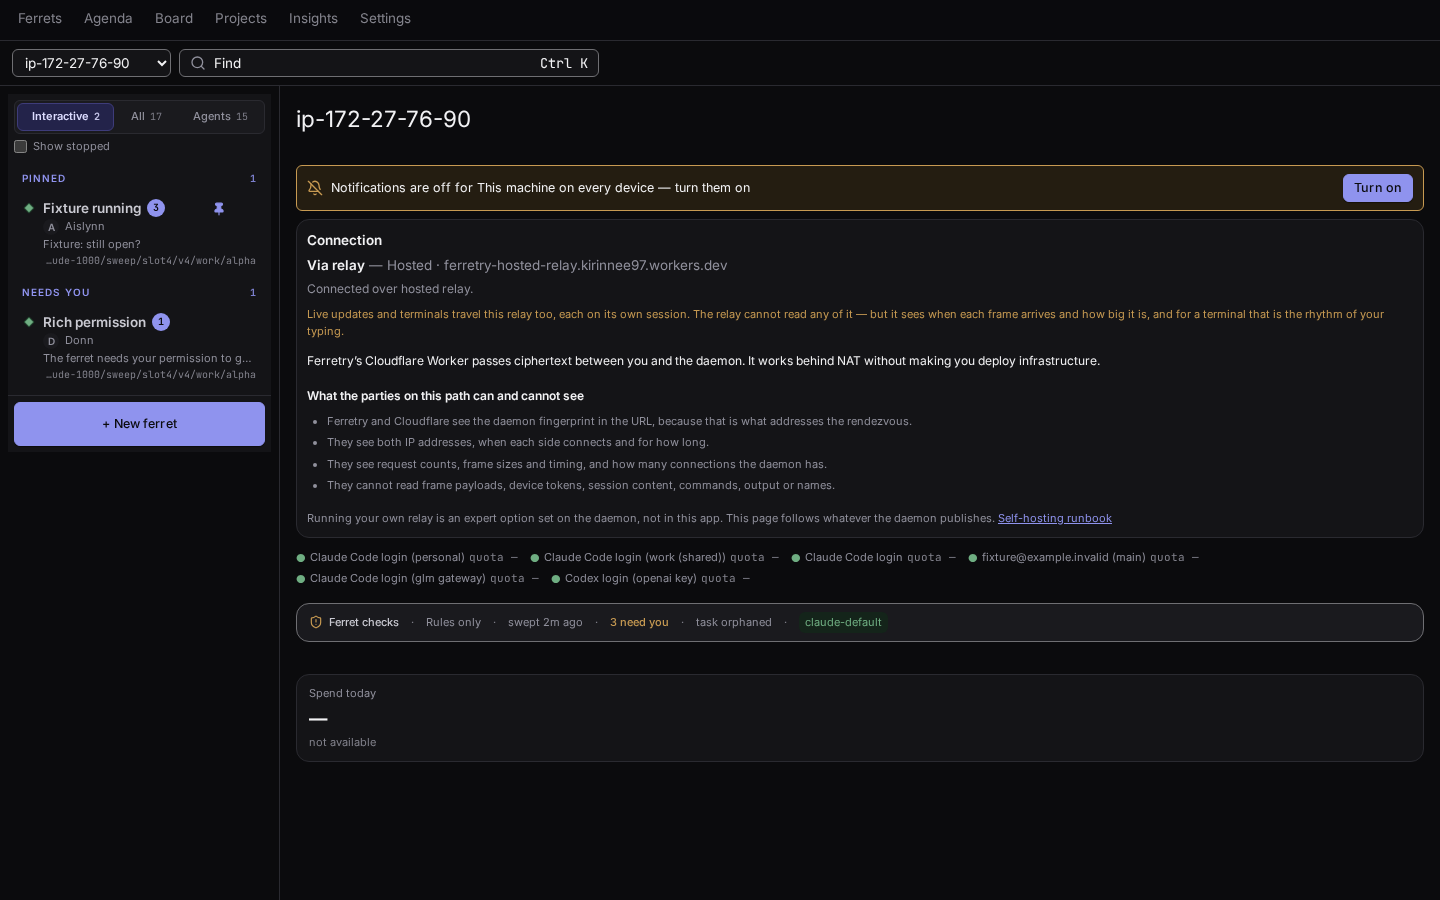 Ferrets Agenda Board Projects Insights Settings
ip-172-27-76-90 Find Ctrl K
Interactive 2 All 17 Agents 15
Show stopped
PINNED 1
Fixture running 3
A Aislynn
Fixture: still open?
…ude-1000/sweep/slot4/v4/work/alpha
NEEDS YOU 1
Rich permission 1
D Donn
The ferret needs your permission to g…
…ude-1000/sweep/slot4/v4/work/alpha
+ New ferret
ip-172-27-76-90
Notifications are off for This machine on every device — turn them on Turn on
Connection
Via relay — Hosted · ferretry-hosted-relay.kirinnee97.workers.dev
Connected over hosted relay.
Live updates and terminals travel this relay too, each on its own session. The relay cannot read any of it — but it sees when each frame arrives and how big it is, and for a terminal that is the rhythm of your
typing.
Ferretry’s Cloudflare Worker passes ciphertext between you and the daemon. It works behind NAT without making you deploy infrastructure.
What the parties on this path can and cannot see
• Ferretry and Cloudflare see the daemon fingerprint in the URL, because that is what addresses the rendezvous.
• They see both IP addresses, when each side connects and for how long.
• They see request counts, frame sizes and timing, and how many connections the daemon has.
• They cannot read frame payloads, device tokens, session content, commands, output or names.
Running your own relay is an expert option set on the daemon, not in this app. This page follows whatever the daemon publishes. Self-hosting runbook
Claude Code login (personal) quota — Claude Code login (work (shared)) quota — Claude Code login quota — fixture@example.invalid (main) quota —
Claude Code login (glm gateway) quota — Codex login (openai key) quota —
Ferret checks · Rules only · swept 2m ago · 3 need you · task orphaned · claude-default
Spend today
—
not available